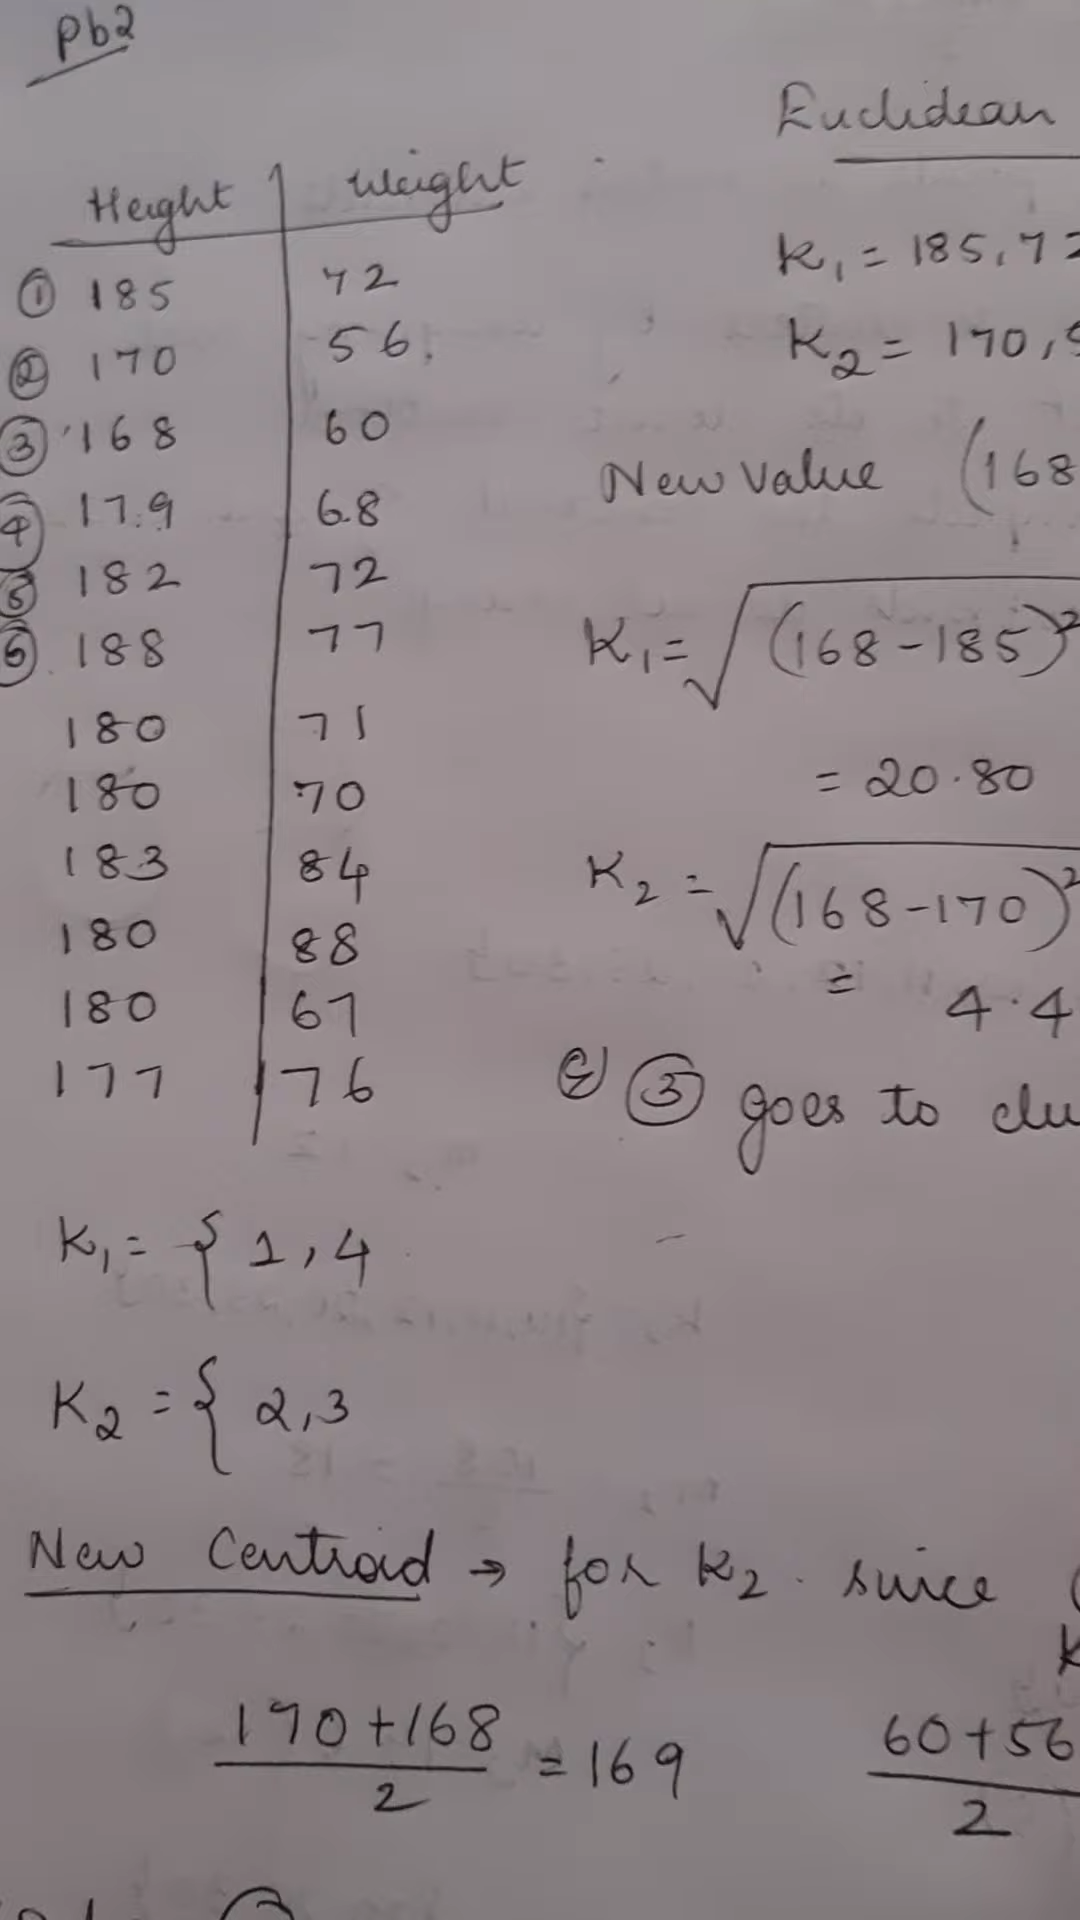 Pb2
Height Weight
① 185 72
② 170 56
③ 168 60
④ 17.9 68
⑤ 182 72
⑥ 188 77
180 71
180 70
183 84
180 88
180 67
177 76
K₁ = { 1, 4
K₂ = { 2, 3
Euclidean
K₁ = 185, 72
K₂ = 170, 5
New Value (168
K₁ = √(168-185)²
= 20.80
K₂ = √(168-170)²
= 4.4
③ goes to clu
New Centroid → for K₂ since (
K
170+168/2 = 169 60+56/2